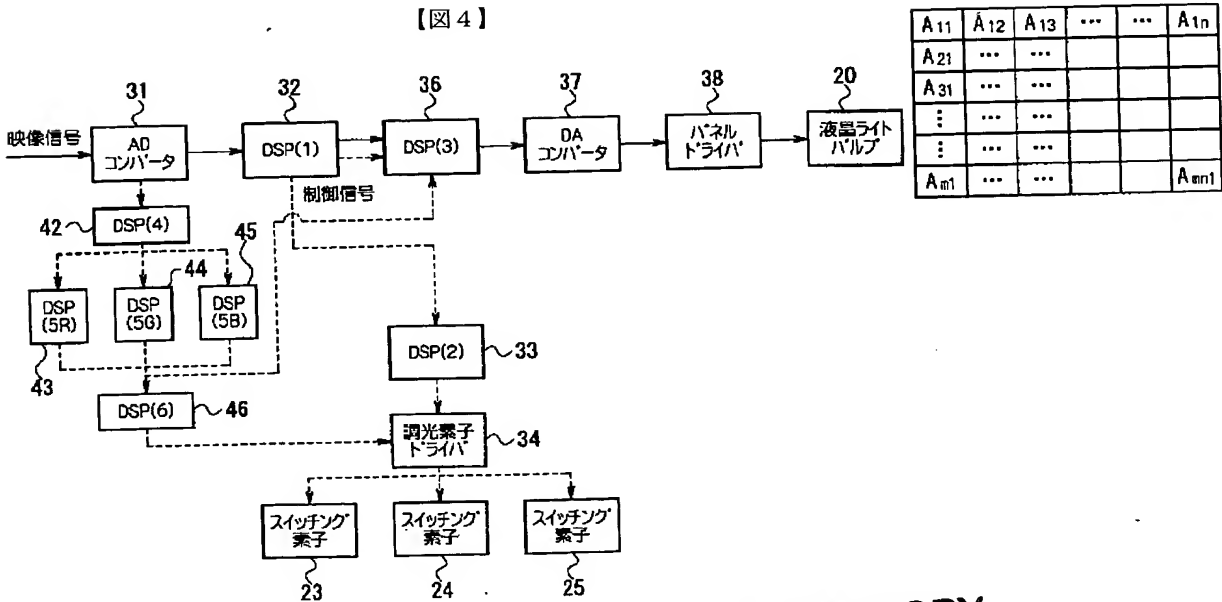 【図４】
A11 A12 A13 ... ... A1n
A21 ... ...
A31 ... ...
⋮ ... ...
⋮ ... ...
Am1 ... ... Amn1
31
32
36
37
38
20
映像信号
AD
コンバータ
DSP(1)
DSP(3)
DA
コンバータ
パネル
ドライバ
液晶ライト
バルブ
制御信号
42
DSP(4)
45
44
DSP
(5R)
DSP
(5G)
DSP
(5B)
43
DSP(2)
33
DSP(6)
46
調光素子
ドライバ
34
スイッチング
素子
スイッチング
素子
スイッチング
素子
23
24
25